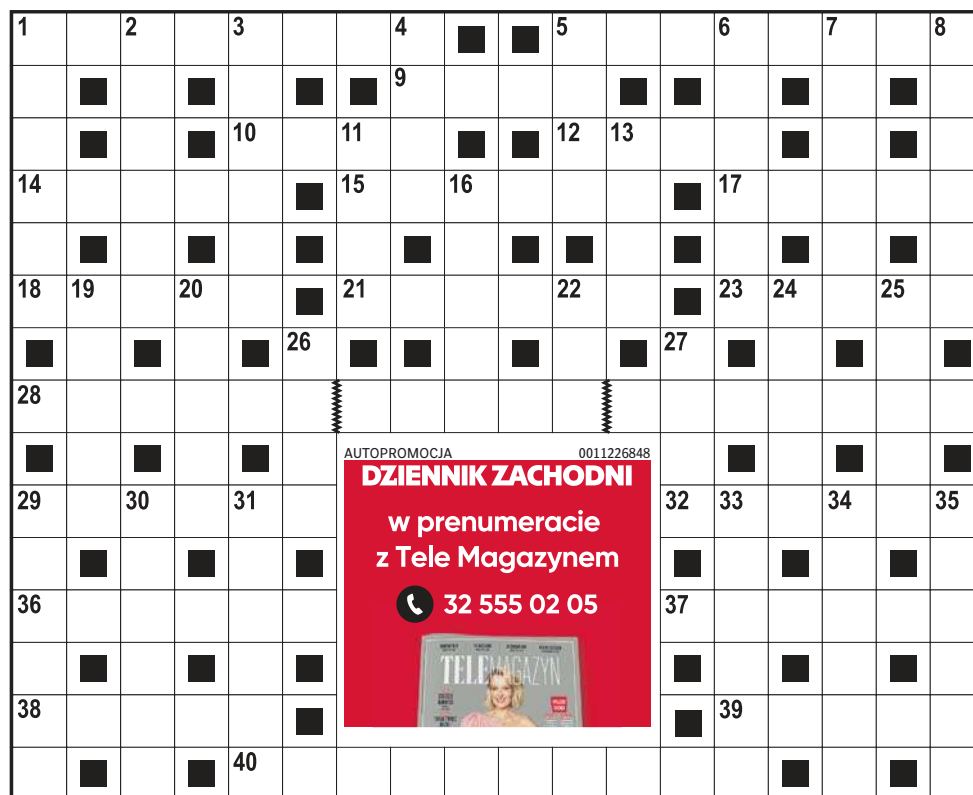 1 2 3 4 5 6 7 8
9
10 11 12 13
14 15 16 17
18 19 20 21 22 23 24 25
26 27
28
AUTOPROMOCJA 0011226848
DZIENNIK ZACHODNI
29 30 31 32 33 34 35
w prenumeracie
z Tele Magazynem
36 32 555 02 05 37
TELEMAGAZYN
38 39
40